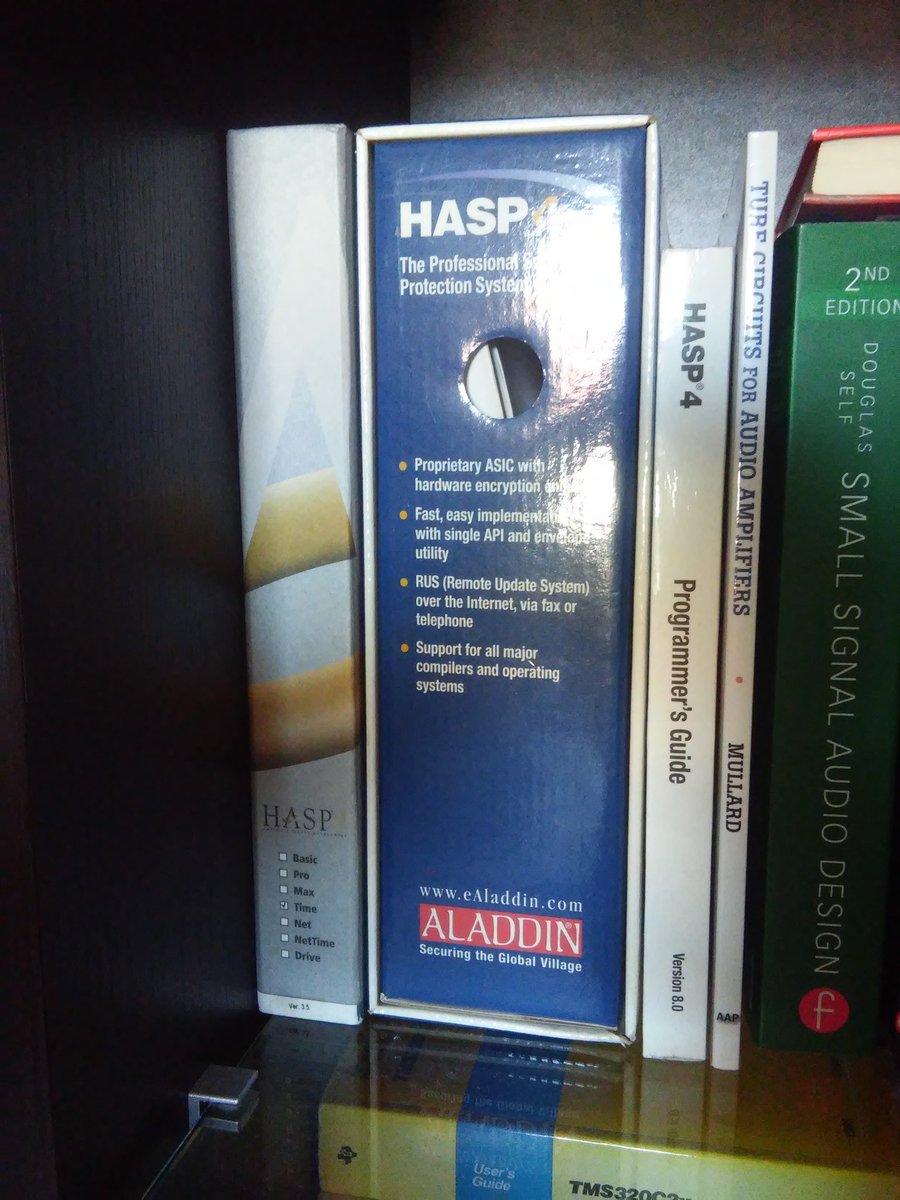 HASP
Basic
Pro
Max
Time
Net
NetTime
Drive
Ver. 3.5
HASP 4
The Professional
Protection System
Proprietary ASIC with
hardware encryption
Fast, easy implementation
with single API and envelope
utility
RUS (Remote Update System)
over the Internet, via fax or
telephone
Support for all major
compilers and operating
systems
www.eAladdin.com
ALADDIN
Securing the Global Village
HASP®4
Programmer's Guide
Version 8.0
TUBE CIRCUITS FOR AUDIO AMPLIFIERS • MULLARD
AAP
2ND
EDITION
DOUGLAS
SELF
SMALL SIGNAL AUDIO DESIGN
User's
Guide